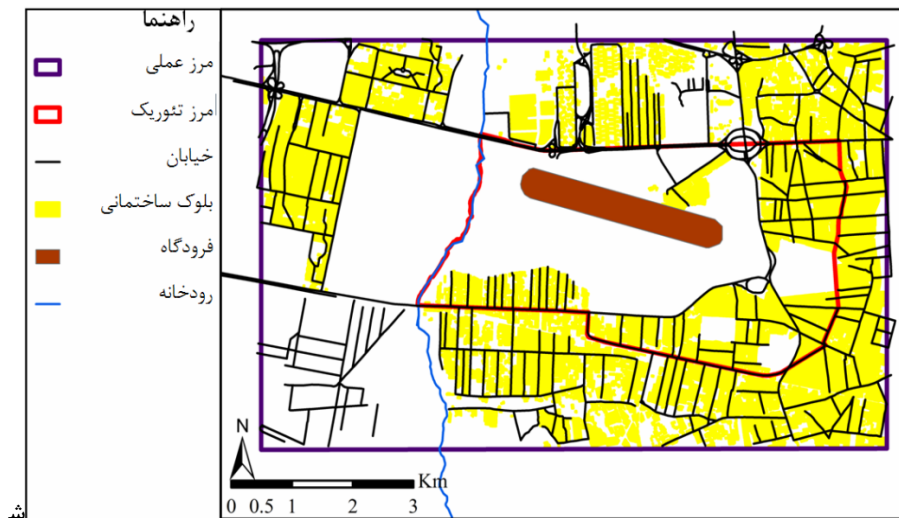 راهنما
مرز عملی
مرز تئوریک
خیابان
بلوک ساختمانی
فرودگاه
رودخانه
N
Km
0 0.5 1 2 3
ش